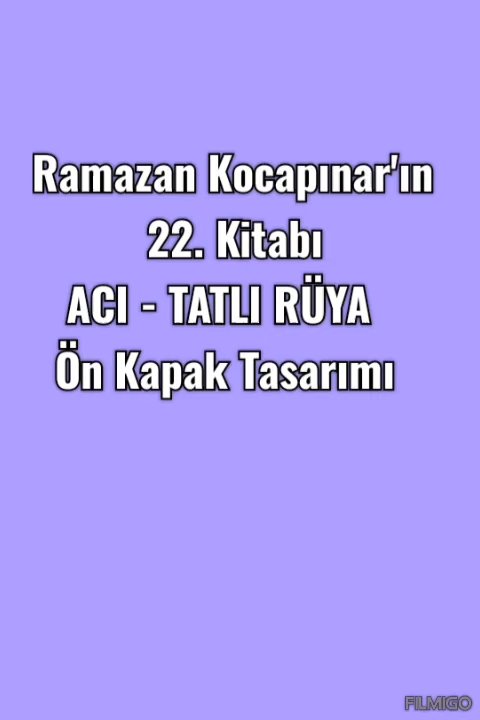 Ramazan Kocapınar'ın
22. Kitabı
ACI - TATLI RÜYA
Ön Kapak Tasarımı
FILMIGO